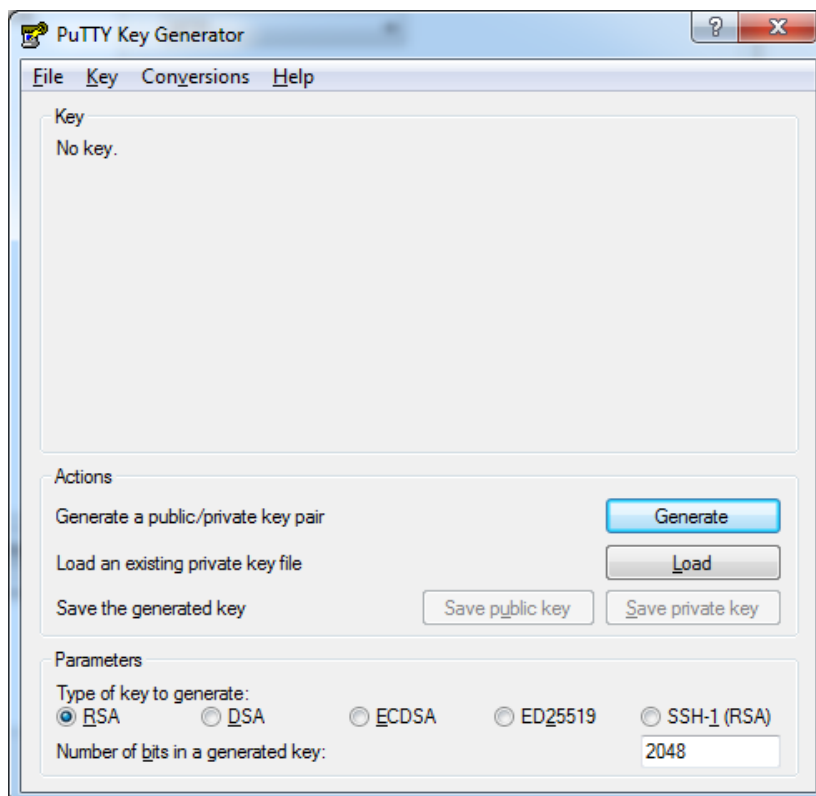 PuTTY Key Generator
? X
File Key Conversions Help
Key
No key.
Actions
Generate a public/private key pair Generate
Load an existing private key file Load
Save the generated key Save public key Save private key
Parameters
Type of key to generate:
RSA DSA ECDSA ED25519 SSH-1 (RSA)
Number of bits in a generated key: 2048